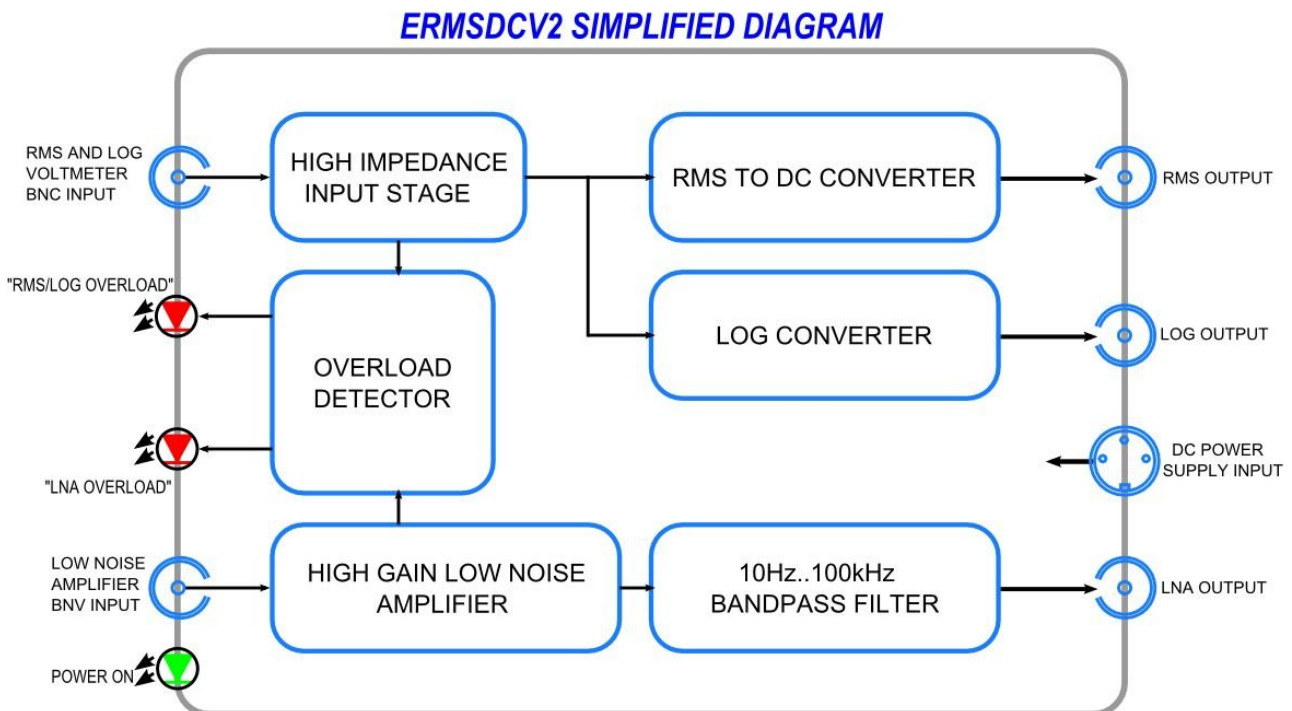 ERMSDCV2 SIMPLIFIED DIAGRAM
RMS AND LOG
VOLTMETER
BNC INPUT
HIGH IMPEDANCE
INPUT STAGE
RMS TO DC CONVERTER
RMS OUTPUT
"RMS/LOG OVERLOAD"
OVERLOAD
DETECTOR
LOG CONVERTER
LOG OUTPUT
"LNA OVERLOAD"
DC POWER
SUPPLY INPUT
LOW NOISE
AMPLIFIER
BNV INPUT
HIGH GAIN LOW NOISE
AMPLIFIER
10Hz..100kHz
BANDPASS FILTER
LNA OUTPUT
POWER ON